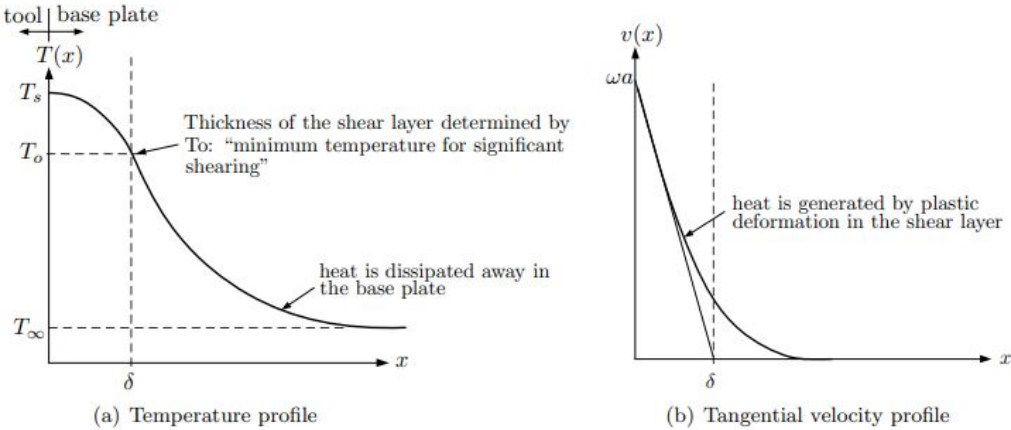 tool base plate
T(x)
T_s
Thickness of the shear layer determined by
To: “minimum temperature for significant
shearing”
T_o
heat is dissipated away in
the base plate
T_∞
x
δ
(a) Temperature profile
v(x)
ωa
heat is generated by plastic
deformation in the shear layer
x
δ
(b) Tangential velocity profile